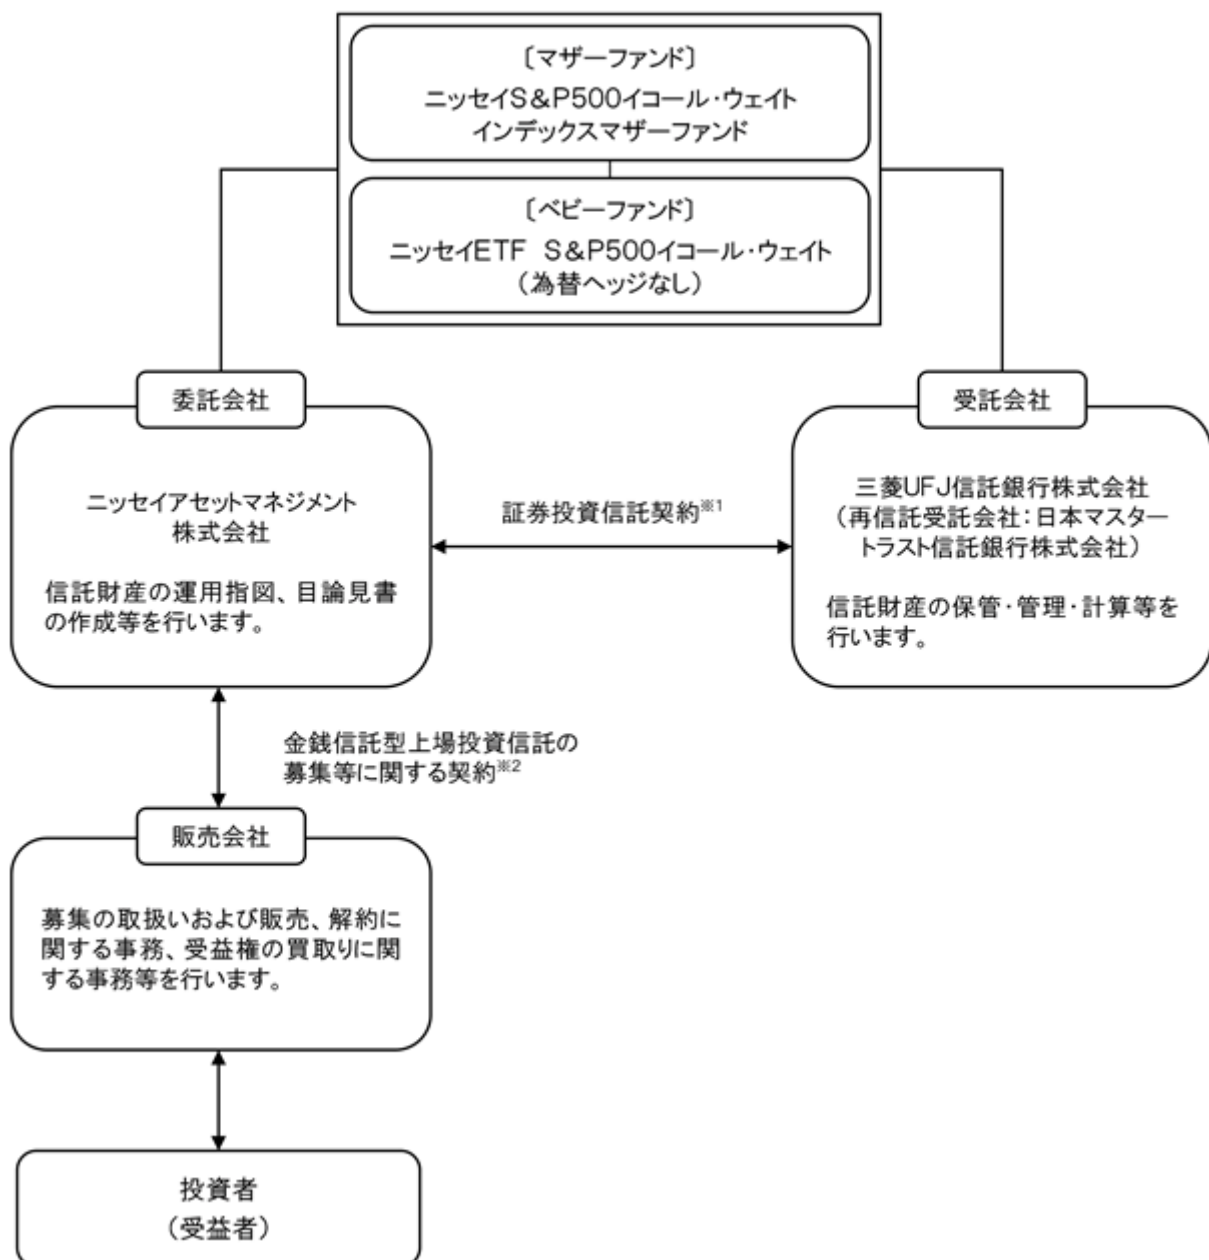 〔マザーファンド〕
ニッセイS&P500イコール・ウェイト
インデックスマザーファンド
〔ベビーファンド〕
ニッセイETF　S&P500イコール・ウェイト
(為替ヘッジなし)
委託会社
ニッセイアセットマネジメント
株式会社
信託財産の運用指図、目論見書
の作成等を行います。
証券投資信託契約※1
受託会社
三菱UFJ信託銀行株式会社
(再信託受託会社:日本マスター
トラスト信託銀行株式会社)
信託財産の保管・管理・計算等を
行います。
金銭信託型上場投資信託の
募集等に関する契約※2
販売会社
募集の取扱いおよび販売、解約に
関する事務、受益権の買取りに関
する事務等を行います。
投資者
(受益者)